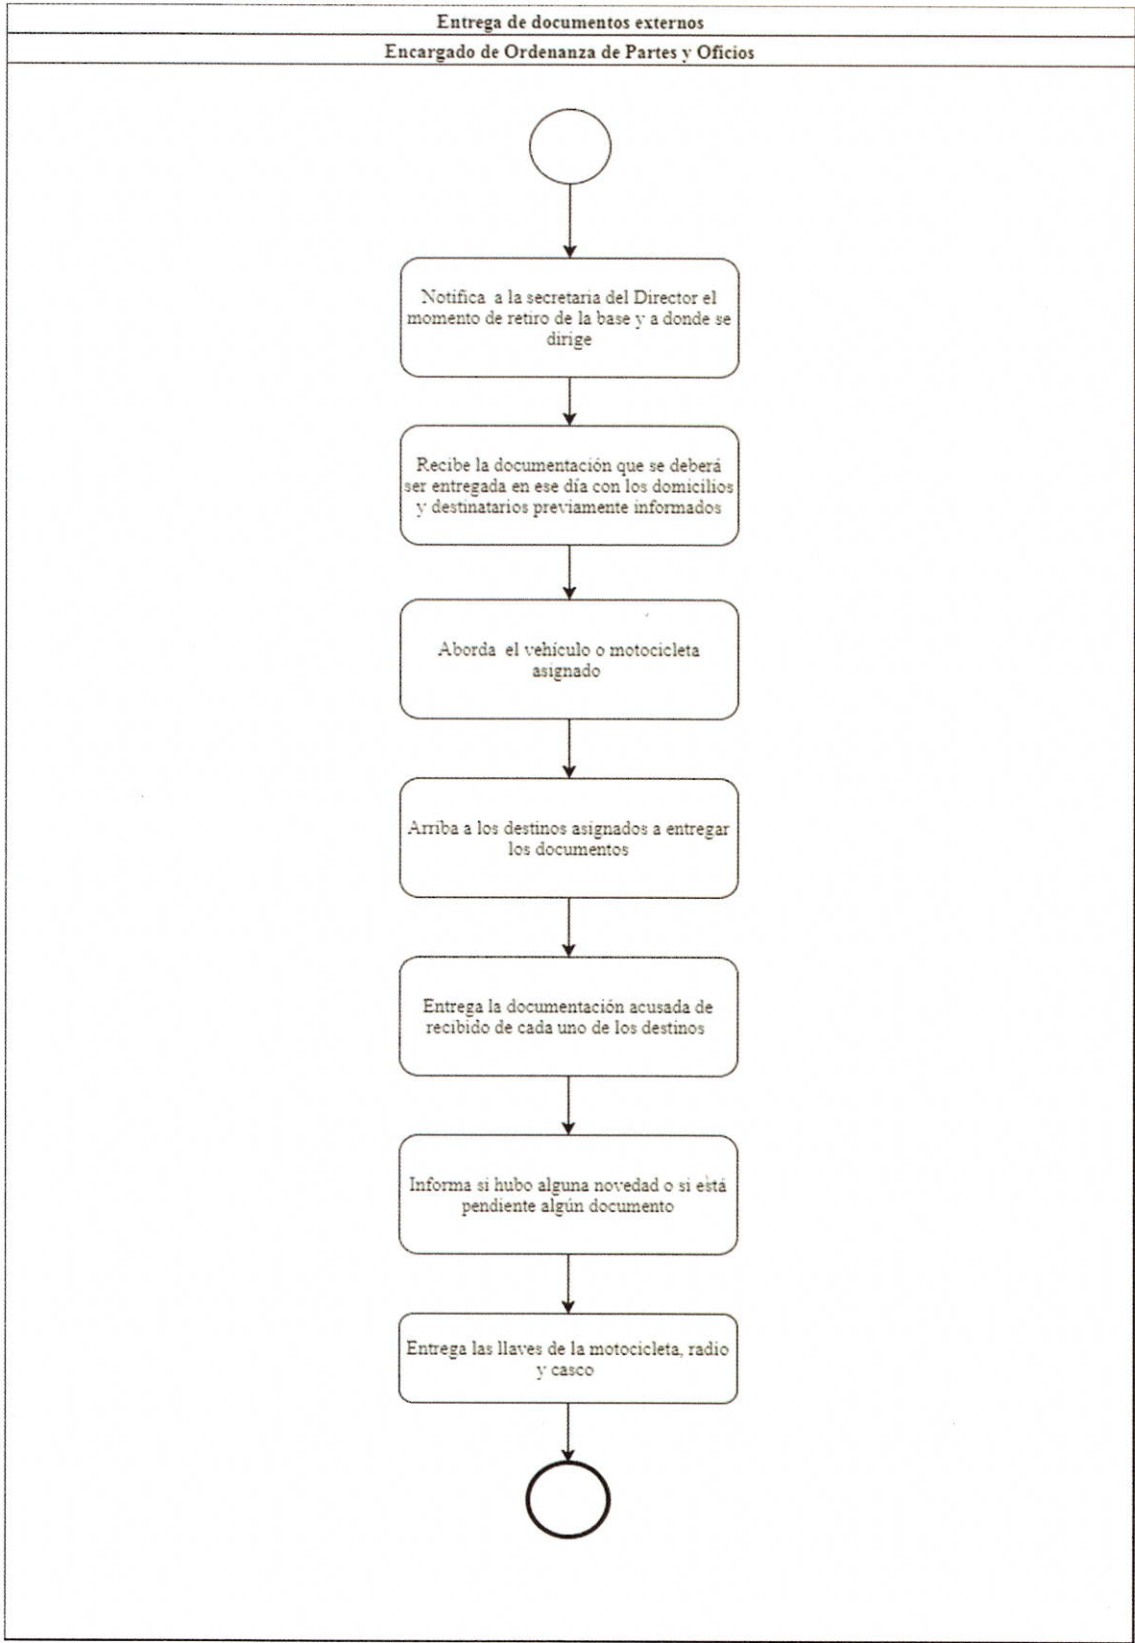 Entrega de documentos externos
Encargado de Ordenanza de Partes y Oficios
Notifica a la secretaria del Director el
momento de retiro de la base y a donde se
dirige
Recibe la documentación que se deberá
ser entregada en ese día con los domicilios
y destinatarios previamente informados
Aborda el vehículo o motocicleta
asignado
Arriba a los destinos asignados a entregar
los documentos
Entrega la documentación acusada de
recibido de cada uno de los destinos
Informa si hubo alguna novedad o si está
pendiente algún documento
Entrega las llaves de la motocicleta, radio
y casco